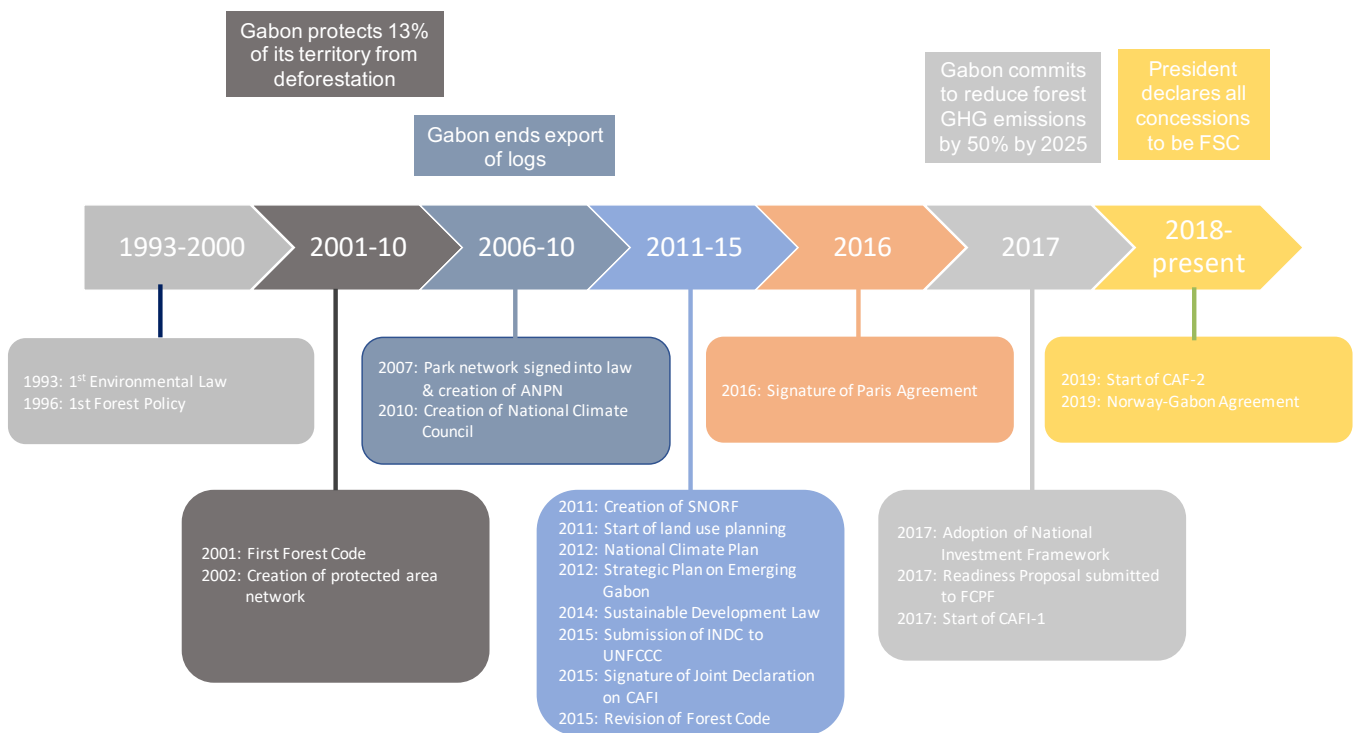 Gabon protects 13%
of its territory from
deforestation
Gabon ends export
of logs
Gabon commits
to reduce forest
GHG emissions
by 50% by 2025
President
declares all
concessions
to be FSC
1993-2000
2001-10
2006-10
2011-15
2016
2017
2018-
present
1993: 1st Environmental Law
1996: 1st Forest Policy
2001: First Forest Code
2002: Creation of protected area
network
2007: Park network signed into law
& creation of ANPN
2010: Creation of National Climate
Council
2011: Creation of SNORF
2011: Start of land use planning
2012: National Climate Plan
2012: Strategic Plan on Emerging
Gabon
2014: Sustainable Development Law
2015: Submission of INDC to
UNFCCC
2015: Signature of Joint Declaration
on CAFI
2015: Revision of Forest Code
2016: Signature of Paris Agreement
2017: Adoption of National
Investment Framework
2017: Readiness Proposal submitted
to FCPF
2017: Start of CAFI-1
2019: Start of CAF-2
2019: Norway-Gabon Agreement